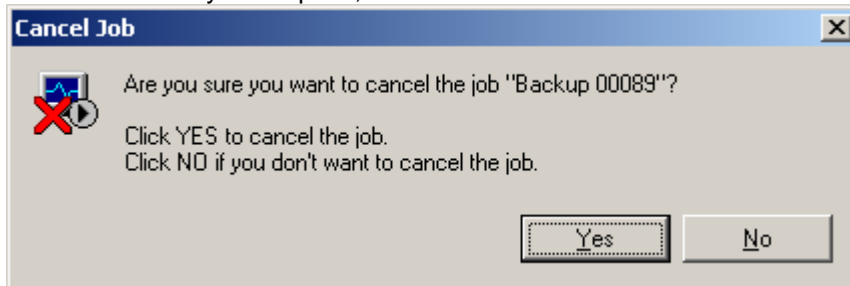 Cancel Job
Are you sure you want to cancel the job "Backup 00089"?
Click YES to cancel the job.
Click NO if you don't want to cancel the job.
Yes
No